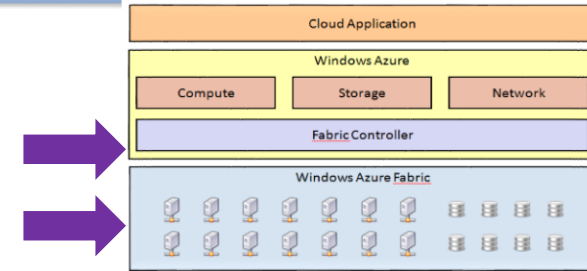 Cloud Application
Windows Azure
Compute Storage Network
Fabric Controller
Windows Azure Fabric